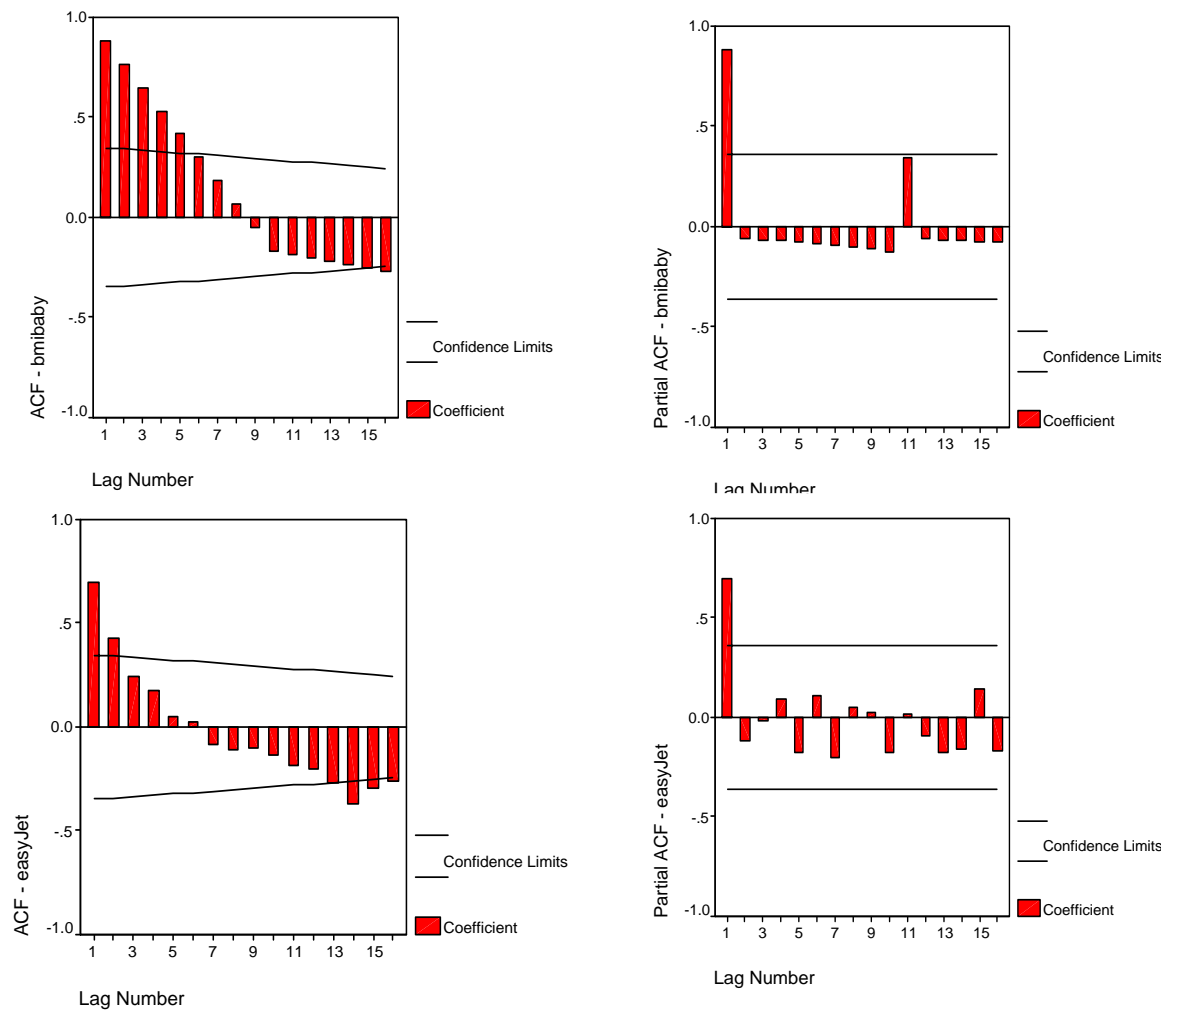 1.0
.5
0.0
-.5
-1.0
ACF - bmibaby
1 3 5 7 9 11 13 15
Lag Number
Confidence Limits
Coefficient
1.0
.5
0.0
-.5
-1.0
Partial ACF - bmibaby
1 3 5 7 9 11 13 15
Lag Number
Confidence Limits
Coefficient
1.0
.5
0.0
-.5
-1.0
ACF - easyJet
1 3 5 7 9 11 13 15
Lag Number
Confidence Limits
Coefficient
1.0
.5
0.0
-.5
-1.0
Partial ACF - easyJet
1 3 5 7 9 11 13 15
Lag Number
Confidence Limits
Coefficient